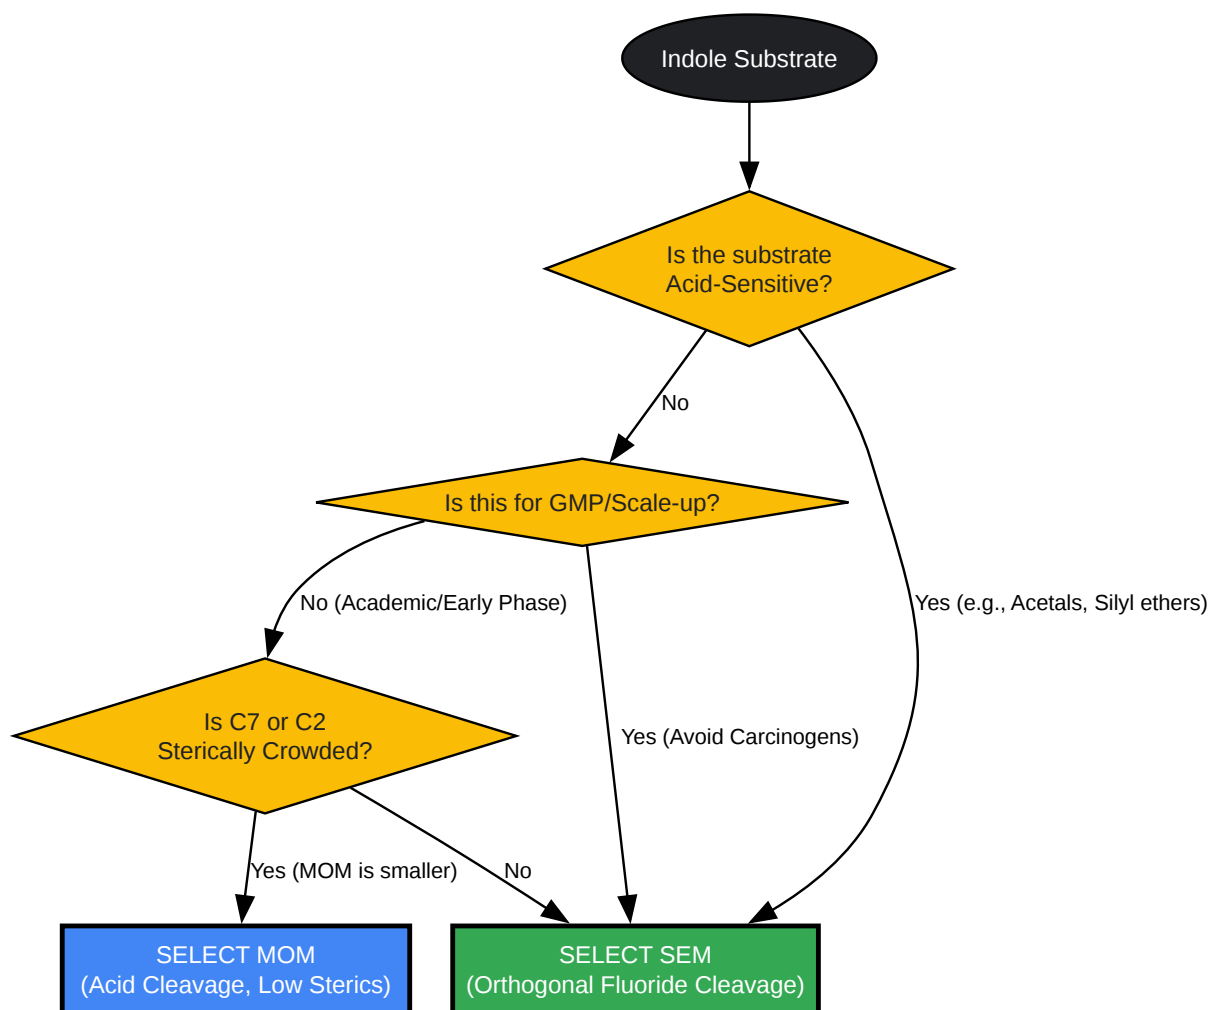 Indole Substrate
Is the substrate
Acid-Sensitive?
No
Is this for GMP/Scale-up?
No (Academic/Early Phase)
Yes (e.g., Acetals, Silyl ethers)
Is C7 or C2
Sterically Crowded?
Yes (Avoid Carcinogens)
Yes (MOM is smaller)
No
SELECT MOM
(Acid Cleavage, Low Sterics)
SELECT SEM
(Orthogonal Fluoride Cleavage)